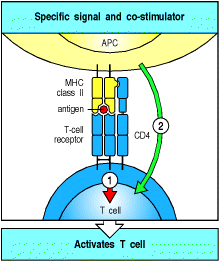 Specific signal and co-stimulator
APC
MHC
class II
antigen
T-cell
receptor
CD4
2
1
T cell
Activates T cell